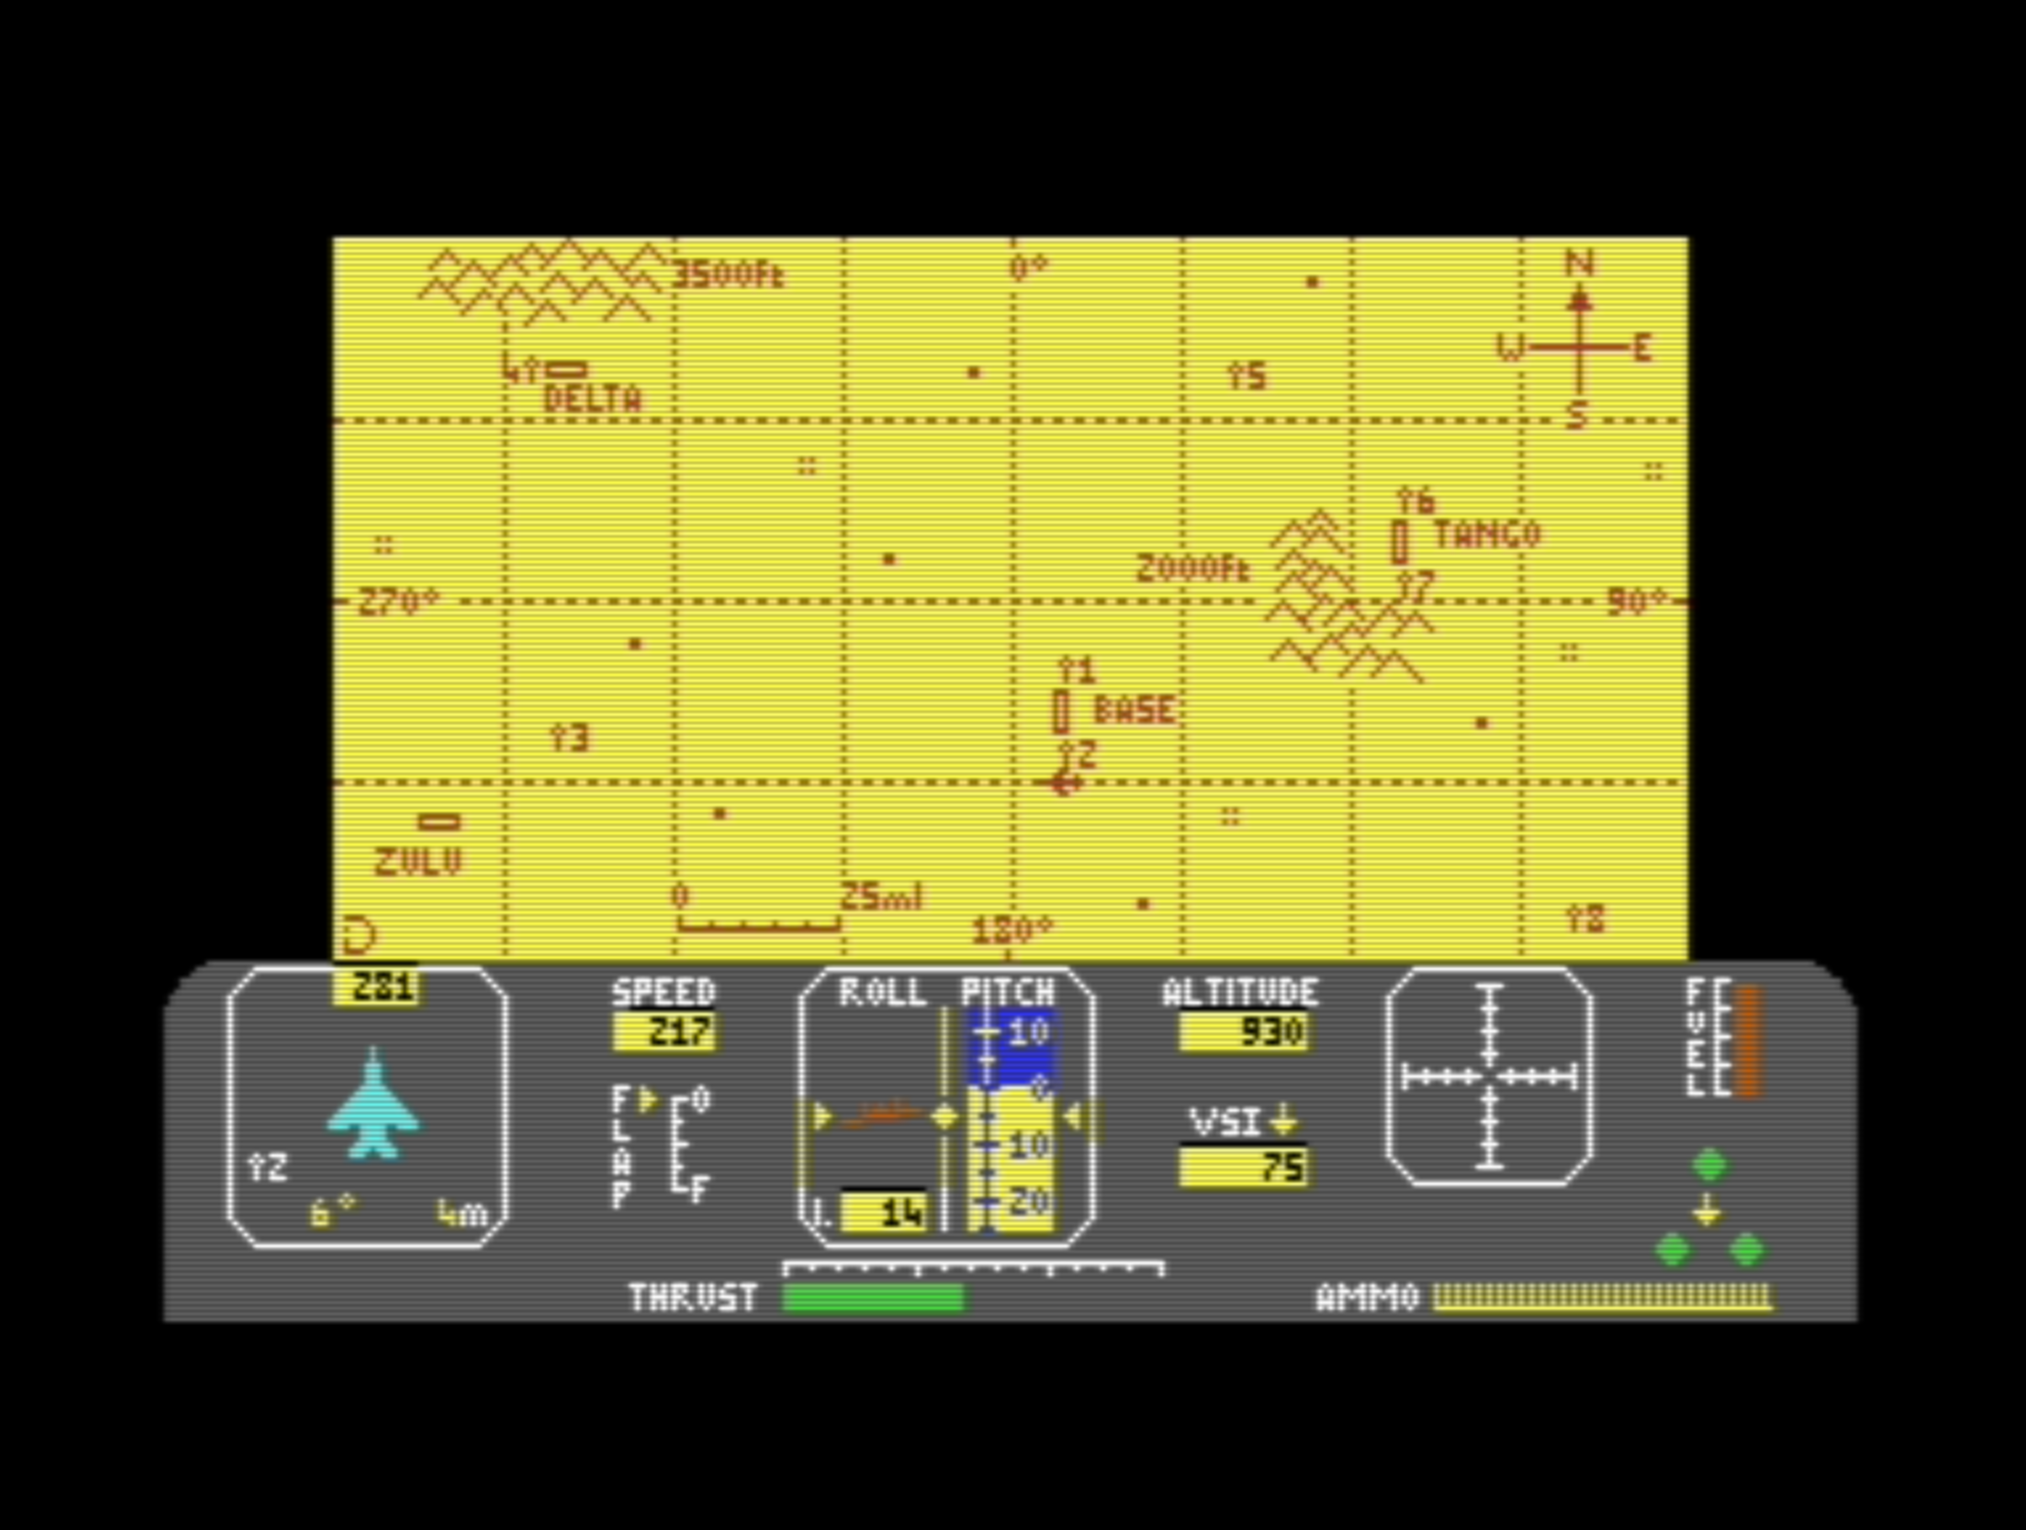 3500ft
0°
N
W E
4↑
DELTA
↑5
S
↑6
TANGO
2000ft
↑7
270°
90°
↑1
BASE
↑3
↑2
ZULU
0 25ml
180°
↑8
281
SPEED
217
ROLL PITCH
10
0
10
20
ALTITUDE
930
FUEL
FLAP
0
F
VSI↓
75
↑2
6° 4m
L 14
THRUST
AMMO